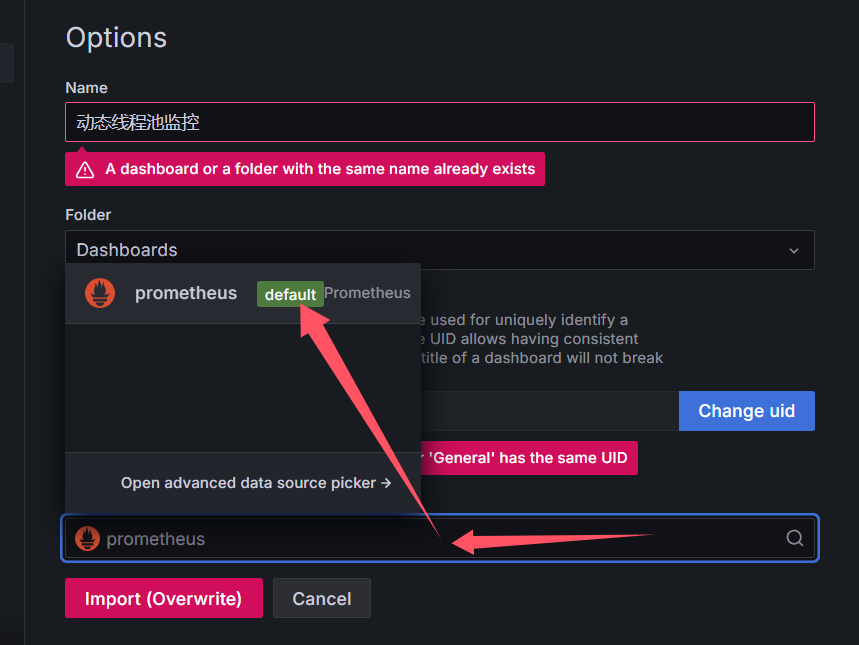 Options
Name
动态线程池监控
A dashboard or a folder with the same name already exists
Folder
Dashboards
prometheus default Prometheus
e used for uniquely identify a
e UID allows having consistent
title of a dashboard will not break
Change uid
r 'General' has the same UID
Open advanced data source picker →
prometheus
Import (Overwrite) Cancel